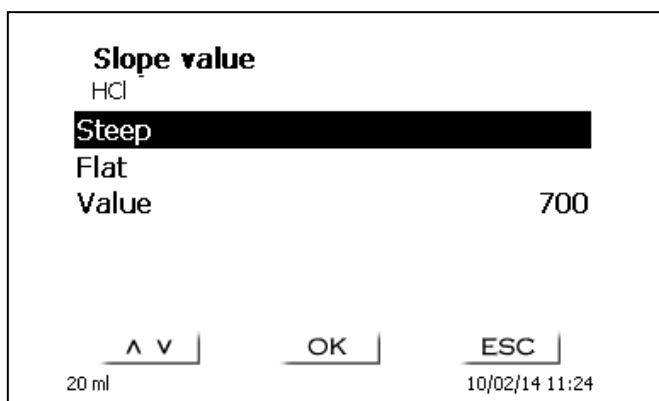 Slope value
HCl
Steep
Flat
Value 700
∧ ∨ OK ESC
20 ml 10/02/14 11:24